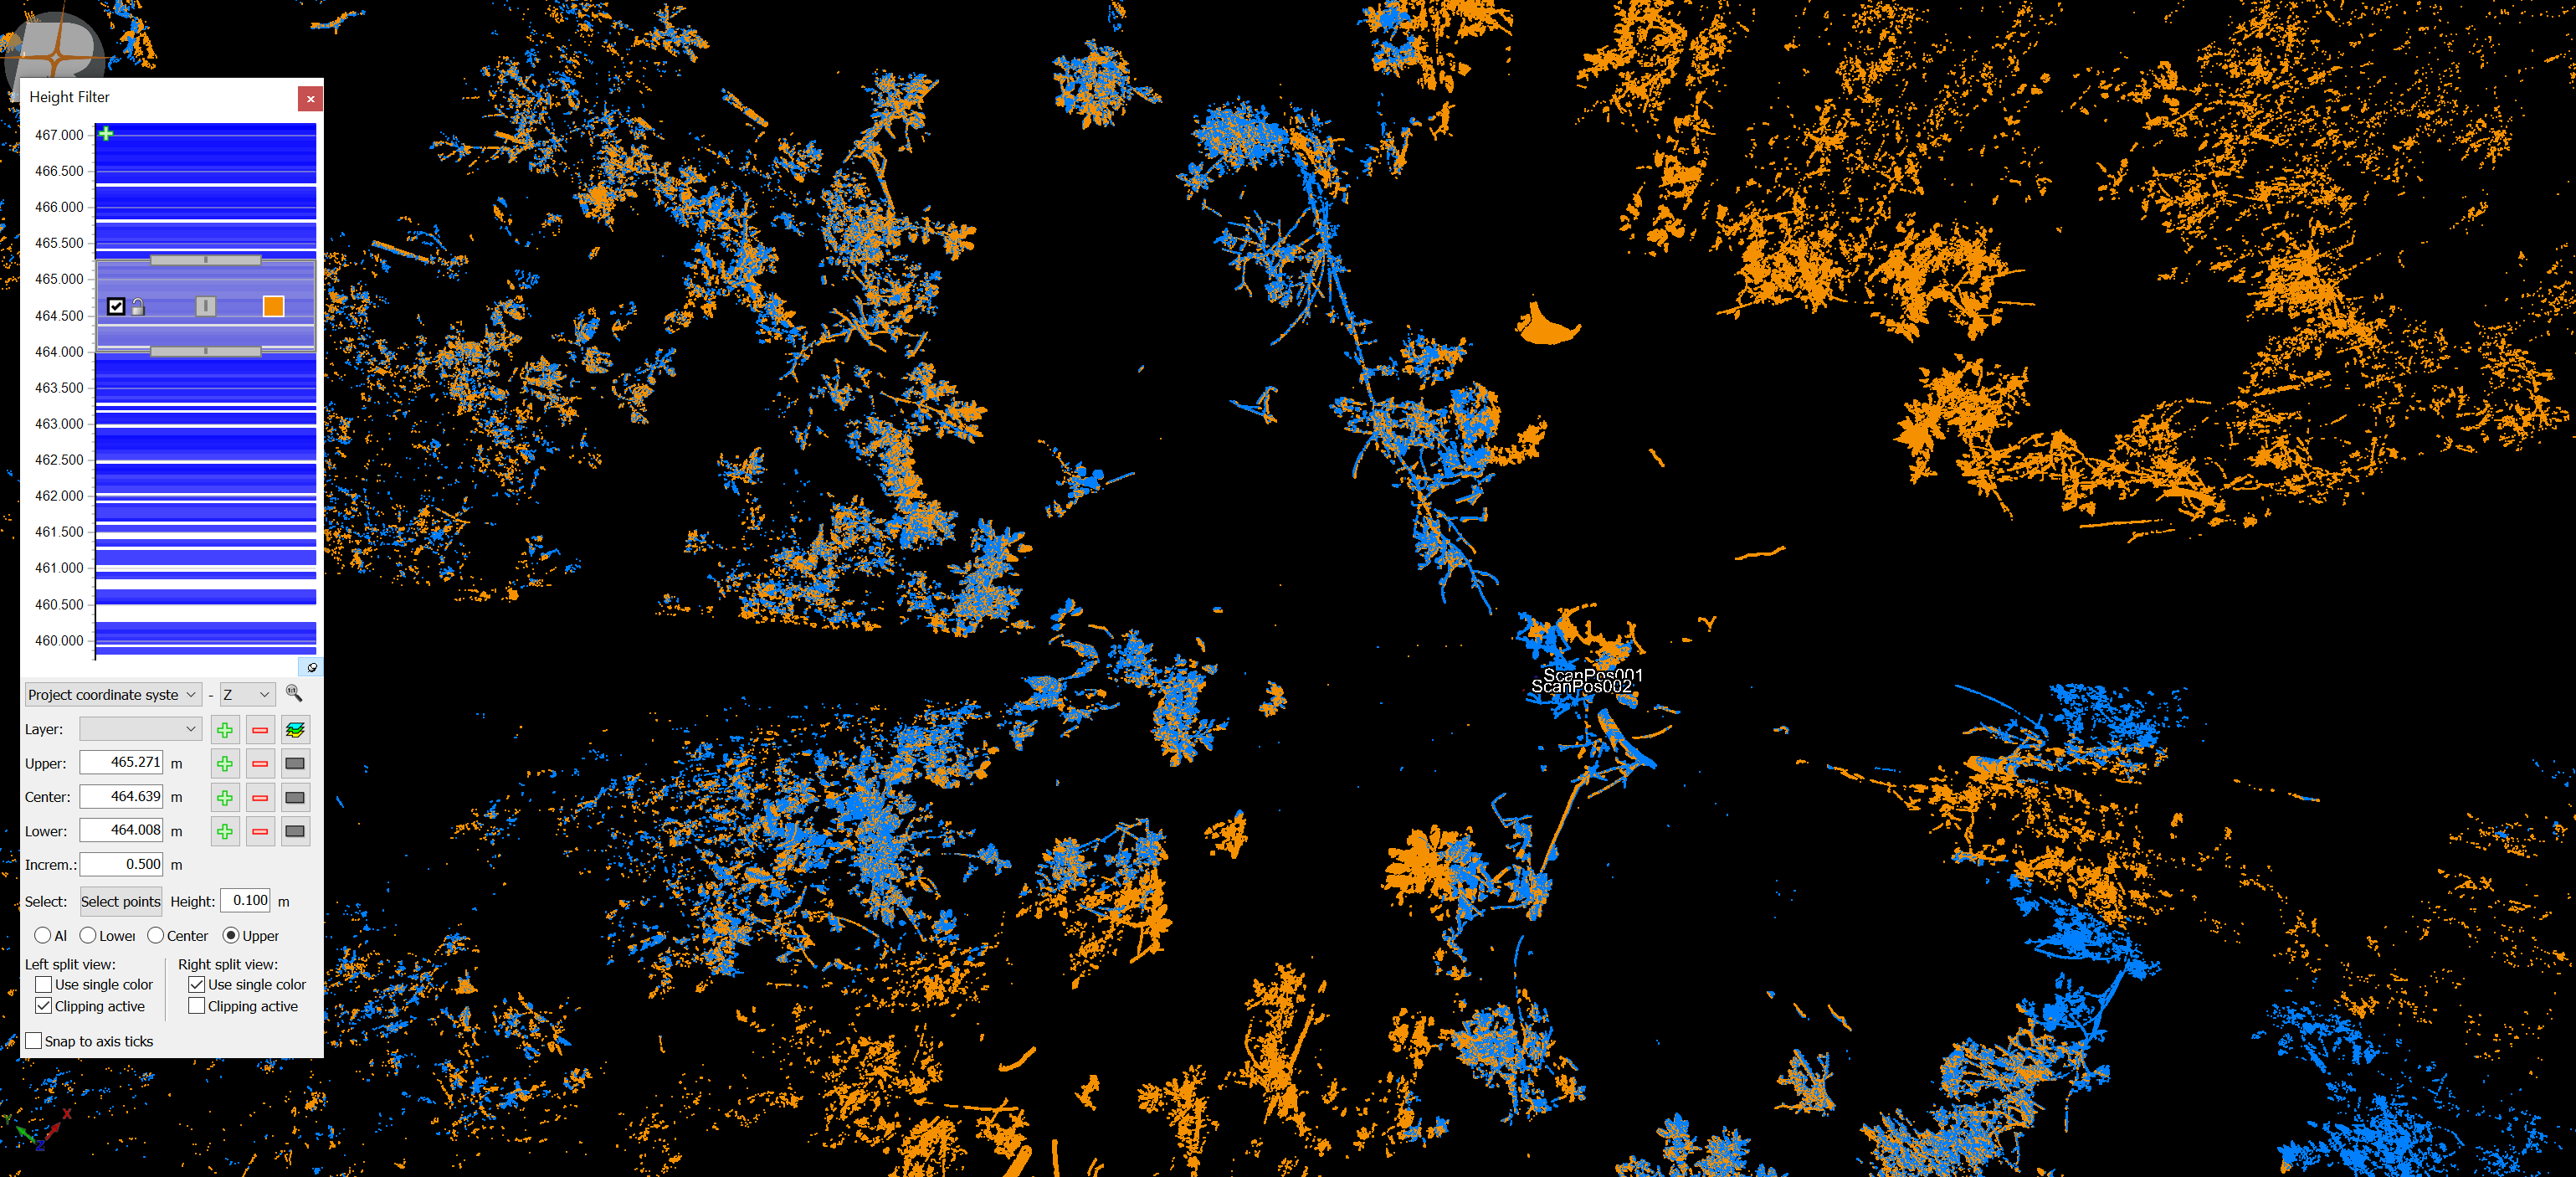 Height Filter
467.000
466.500
466.000
465.500
465.000
464.500
464.000
463.500
463.000
462.500
462.000
461.500
461.000
460.500
460.000
Project coordinate syste - Z
Layer:
Upper: 465.271 m
Center: 464.639 m
Lower: 464.008 m
Increm.: 0.500 m
Select: Select points Height: 0.100 m
Al Lower Center Upper
Left split view: Right split view:
Use single color Use single color
Clipping active Clipping active
Snap to axis ticks
ScanPos001
ScanPos002
X
Y
Z